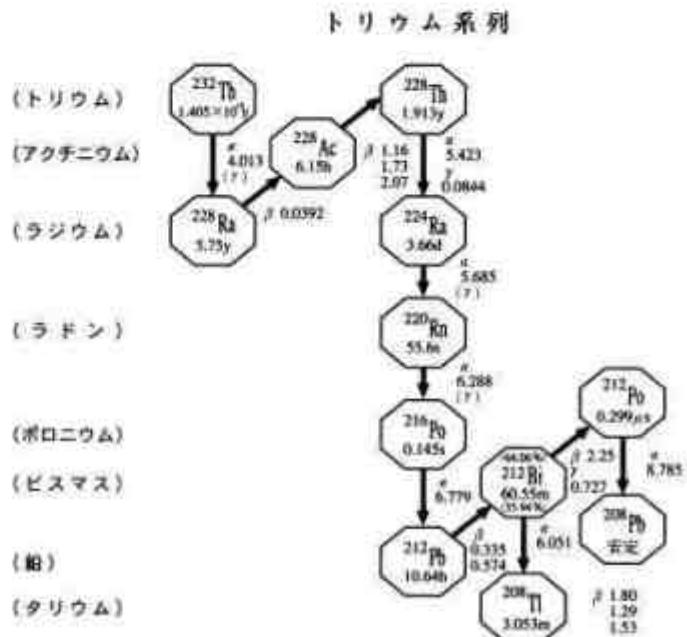 トリウム系列
(トリウム)
232Th
1.405×10
228Th
1.913y
(アクチニウム)
α
4.013
(γ)
228Ac
6.15h
β 1.16
1.73
2.07
α
5.423
γ
0.0844
(ラジウム)
228Ra
5.75y
β 0.0392
224Ra
3.66d
α
5.685
(γ)
(ラドン)
220Rn
55.6s
α
6.288
(γ)
(ポロニウム)
216Po
0.145s
212Po
0.299μs
(ビスマス)
α
6.779
212Bi
60.55m
β 2.25
γ
0.727
α
8.785
(鉛)
212Pb
10.64h
β
0.335
0.574
α
6.051
208Pb
安定
(タリウム)
208Tl
3.053m
β 1.80
1.29
1.53